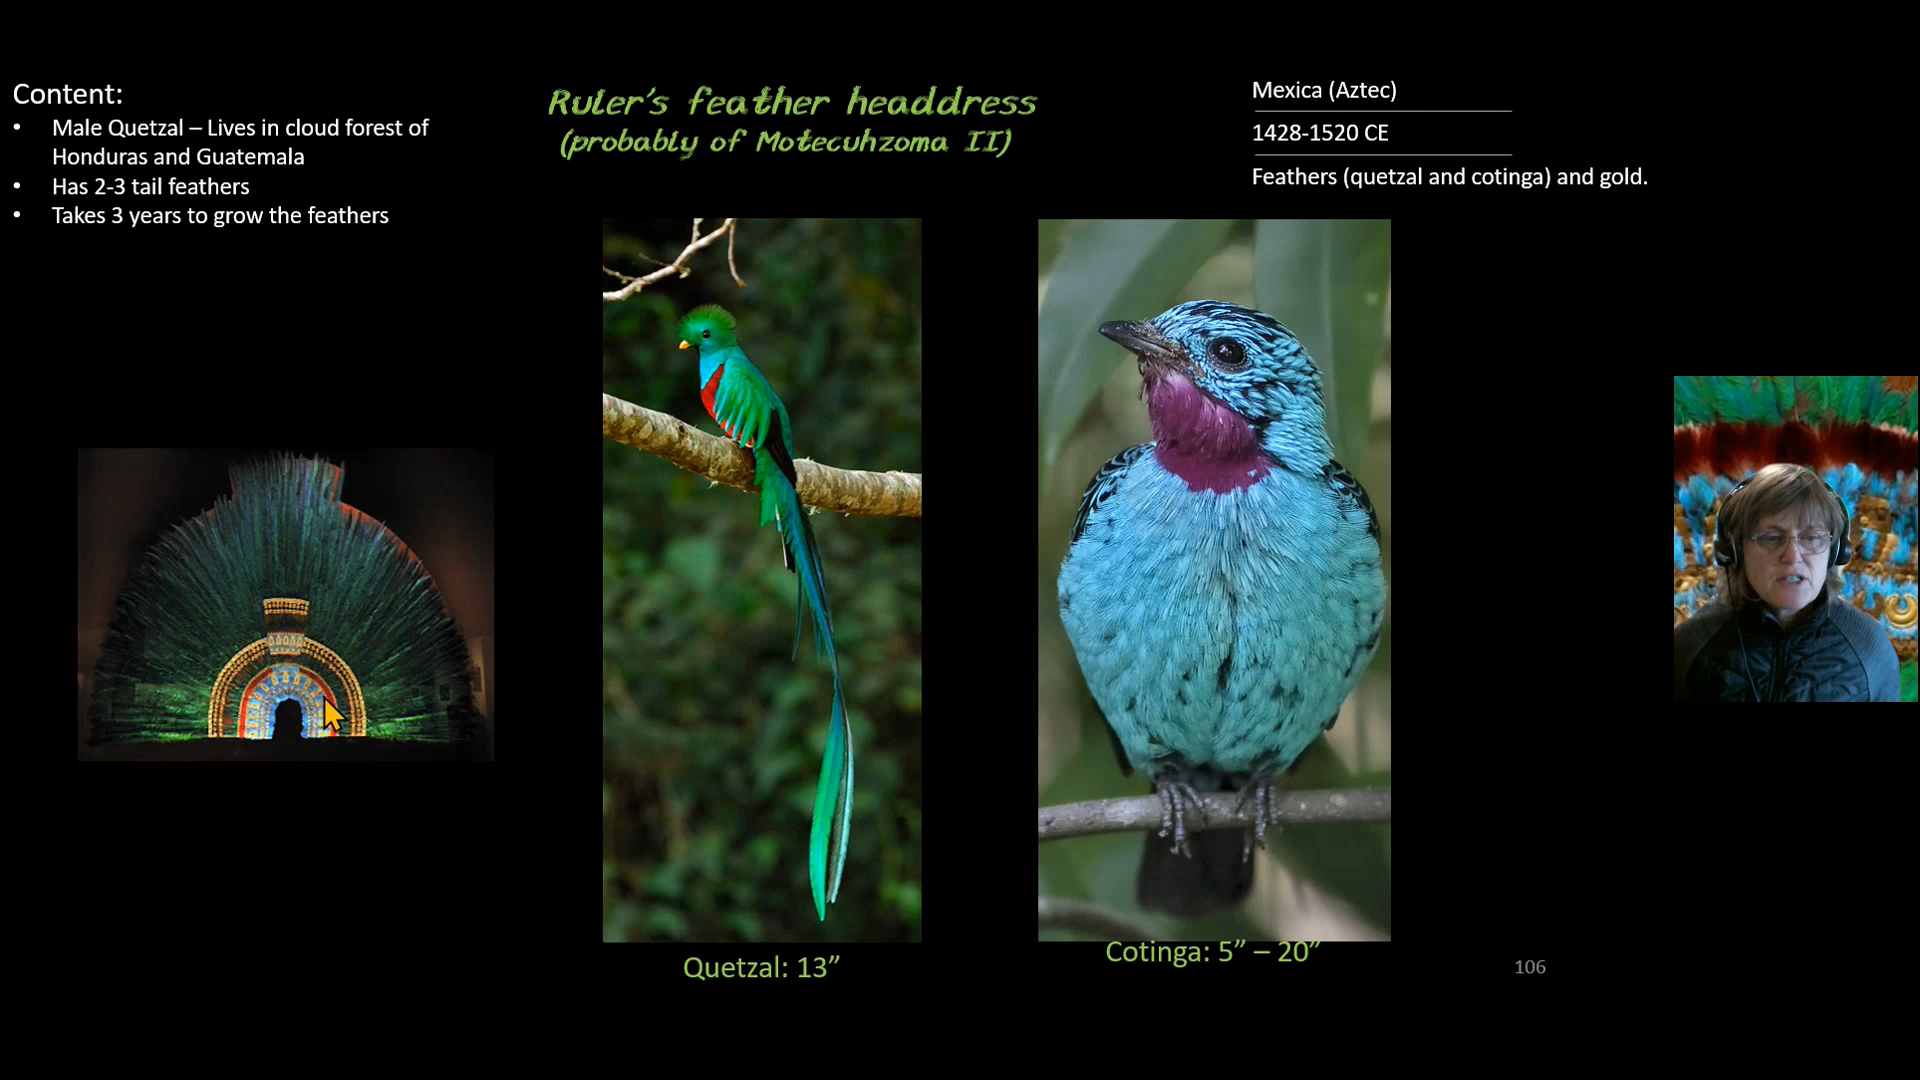 Content:
• Male Quetzal – Lives in cloud forest of
Honduras and Guatemala
• Has 2-3 tail feathers
• Takes 3 years to grow the feathers
Ruler's feather headdress
(probably of Motecuhzoma II)
Mexica (Aztec)
1428-1520 CE
Feathers (quetzal and cotinga) and gold.
Quetzal: 13”
Cotinga: 5” – 20”
106